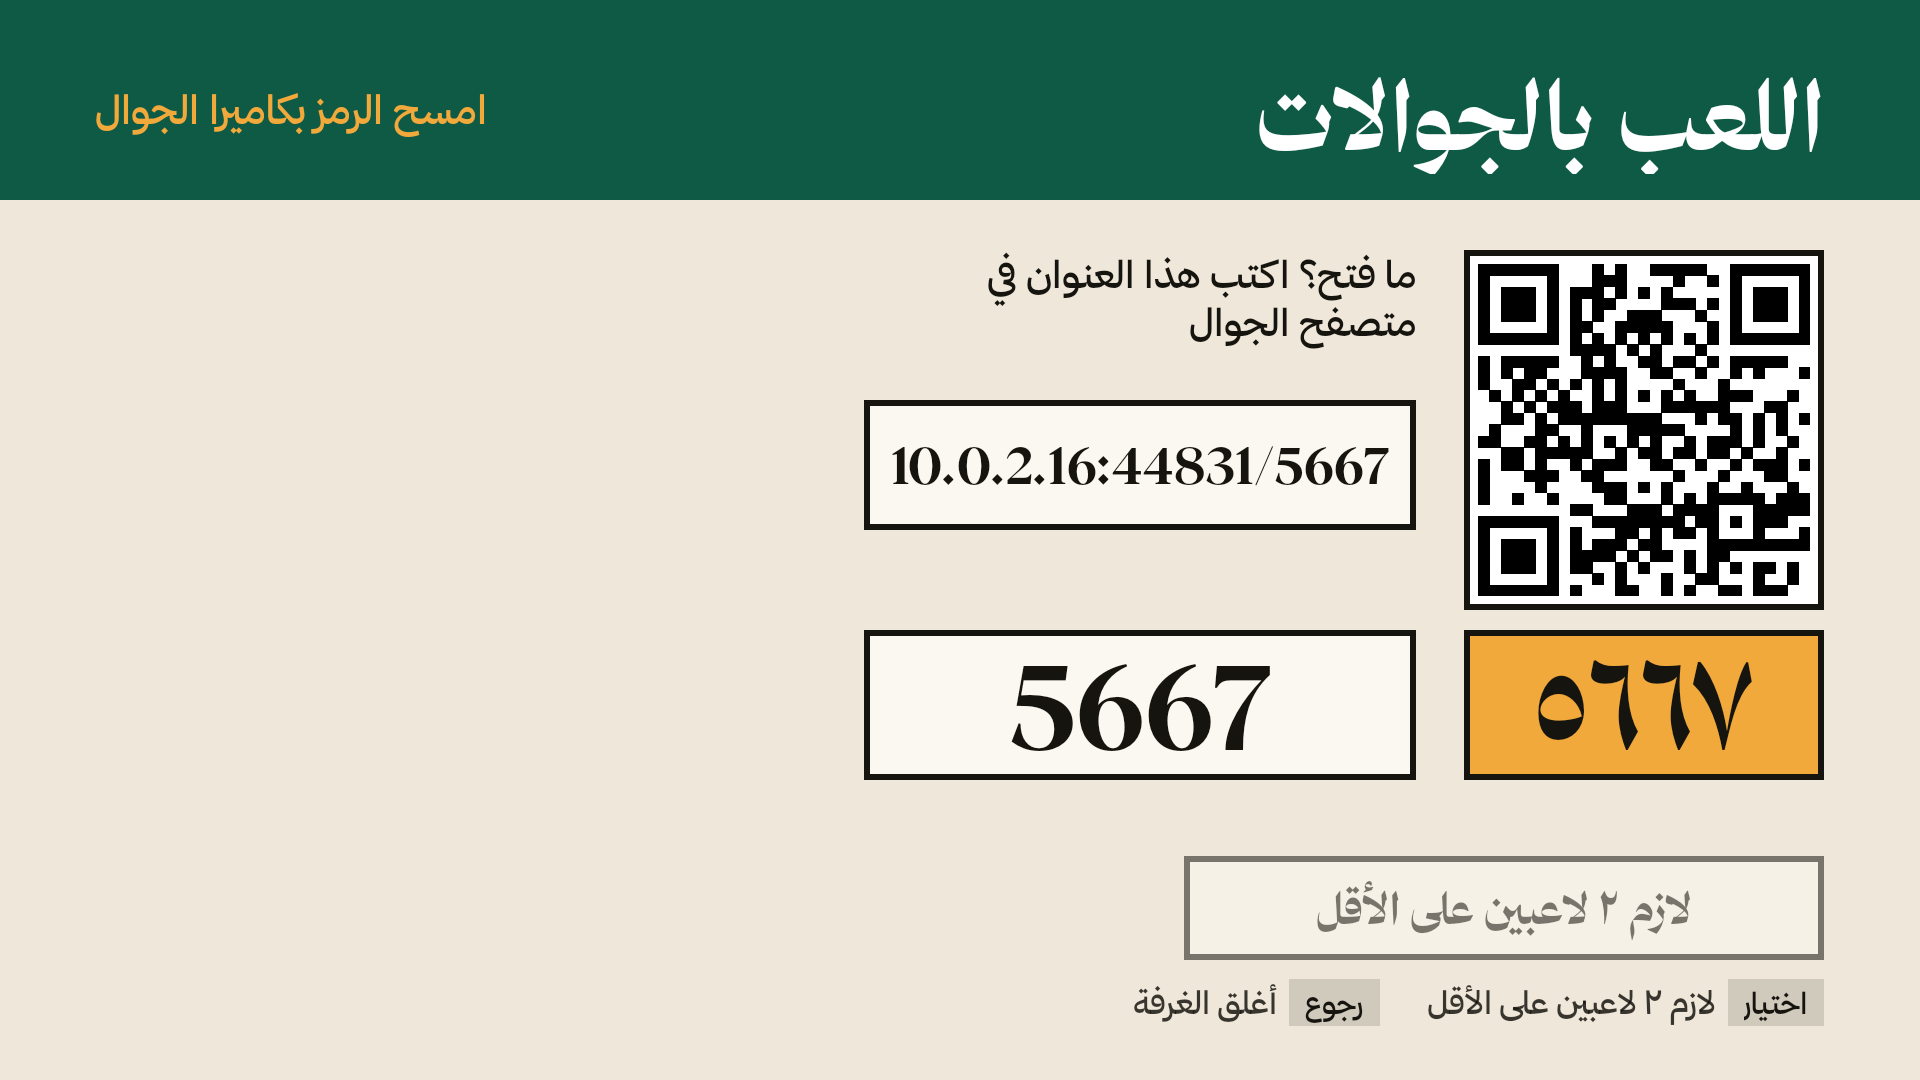 اللعب بالجوالات
امسح الرمز بكاميرا الجوال
ما فتح؟ اكتب هذا العنوان في
متصفح الجوال
10.0.2.16:44831/5667
٥٦٦٧
5667
لازم ٢ لاعبين على الأقل
اختيار لازم ٢ لاعبين على الأقل رجوع أغلق الغرفة